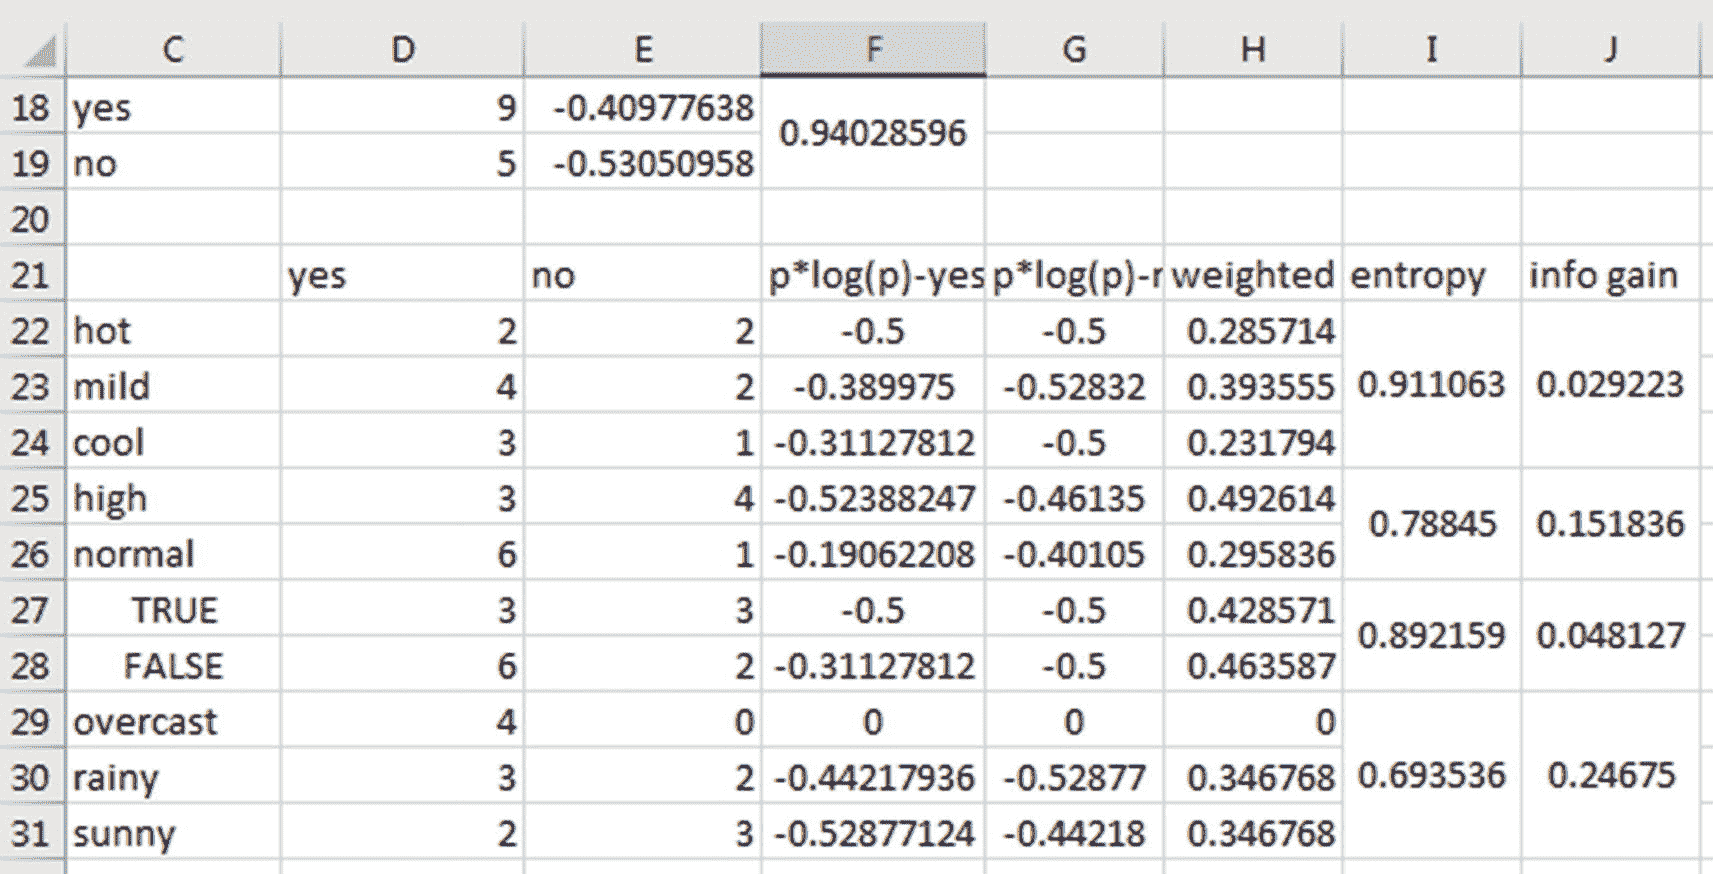 C D E F G H I J
18 yes 9 -0.40977638 0.94028596
19 no 5 -0.53050958
20
21 yes no p*log(p)-yes p*log(p)-r weighted entropy info gain
22 hot 2 2 -0.5 -0.5 0.285714
23 mild 4 2 -0.389975 -0.52832 0.393555 0.911063 0.029223
24 cool 3 1 -0.31127812 -0.5 0.231794
25 high 3 4 -0.52388247 -0.46135 0.492614 0.78845 0.151836
26 normal 6 1 -0.19062208 -0.40105 0.295836
27 TRUE 3 3 -0.5 -0.5 0.428571 0.892159 0.048127
28 FALSE 6 2 -0.31127812 -0.5 0.463587
29 overcast 4 0 0 0 0
30 rainy 3 2 -0.44217936 -0.52877 0.346768 0.693536 0.24675
31 sunny 2 3 -0.52877124 -0.44218 0.346768